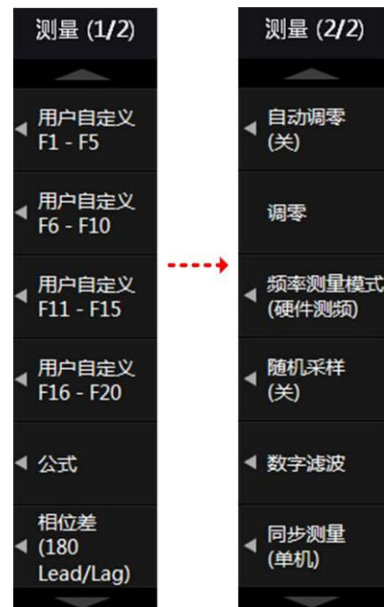 测量 (1/2)
用户自定义
F1 - F5
用户自定义
F6 - F10
用户自定义
F11 - F15
用户自定义
F16 - F20
公式
相位差
(180
Lead/Lag)
测量 (2/2)
自动调零
(关)
调零
频率测量模式
(硬件测频)
随机采样
(关)
数字滤波
同步测量
(单机)